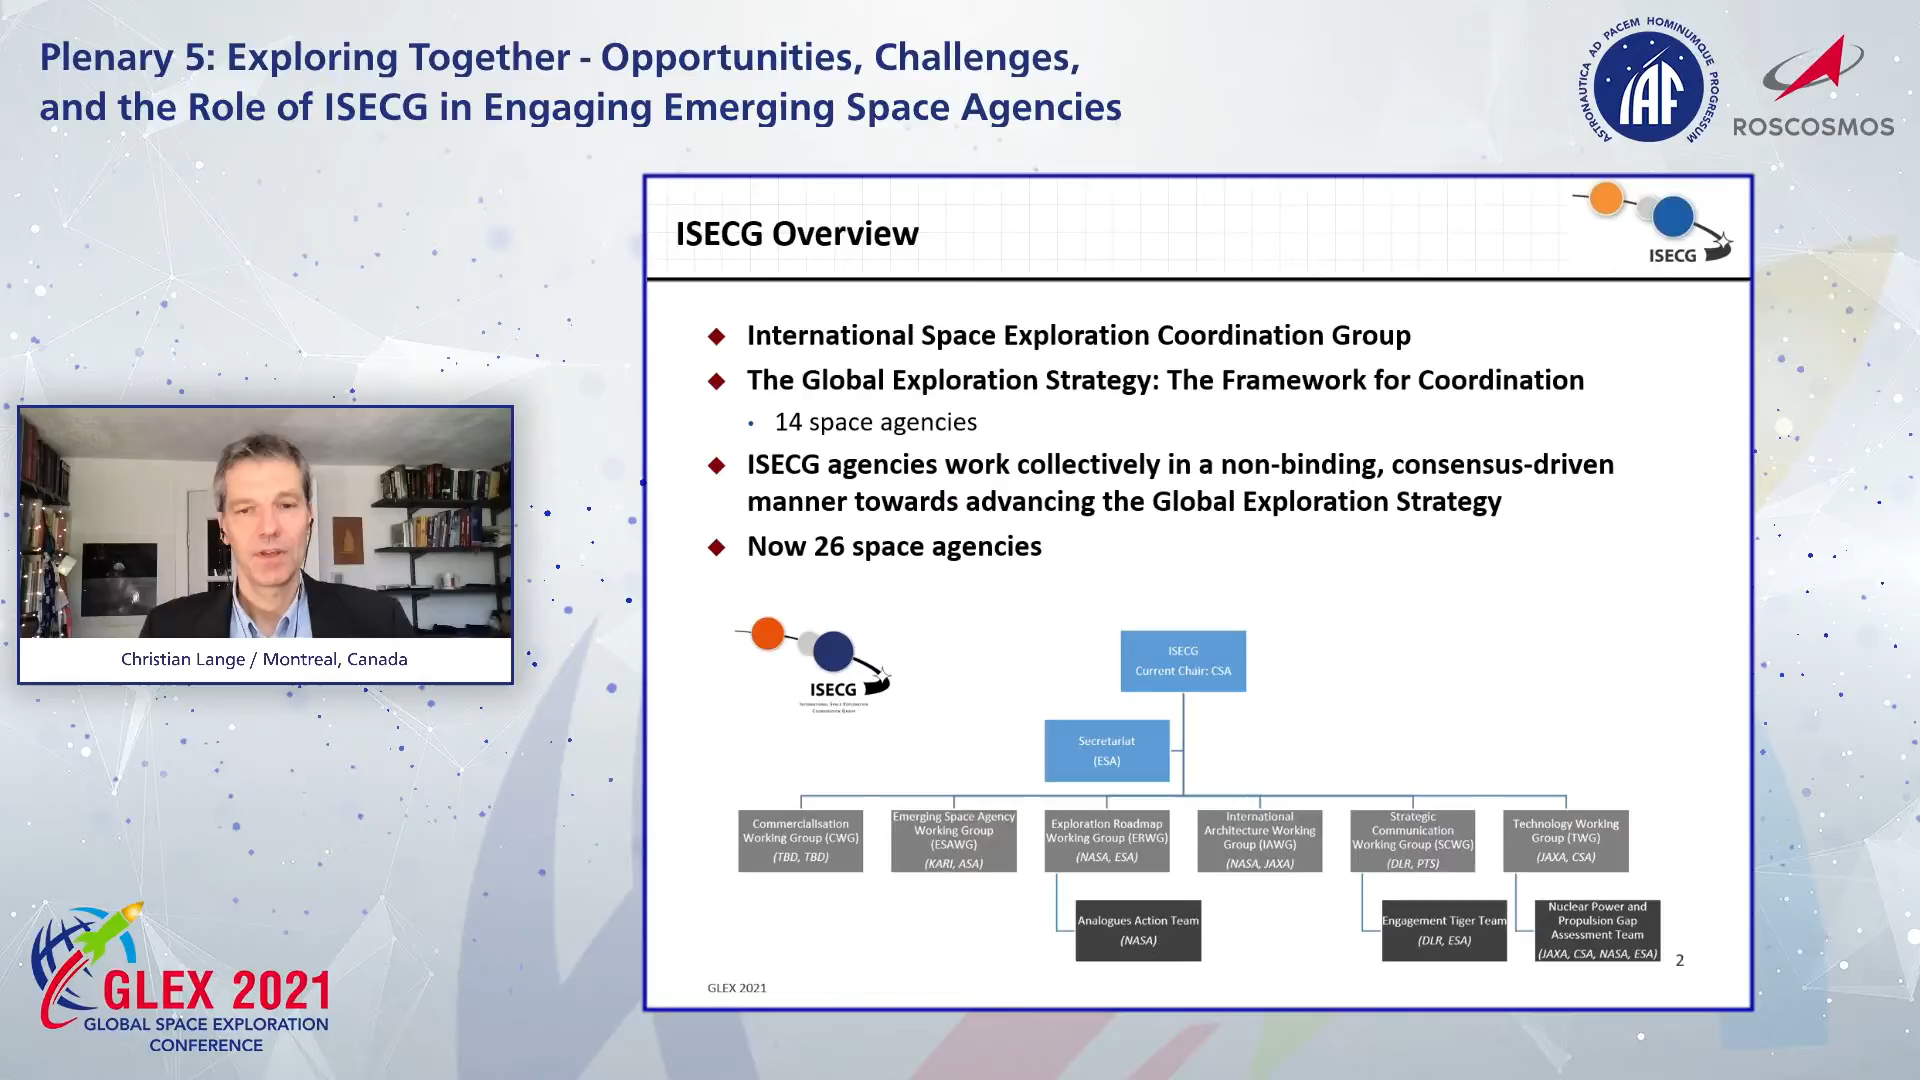 Plenary 5: Exploring Together - Opportunities, Challenges,
and the Role of ISECG in Engaging Emerging Space Agencies
ASTRONAUTICA AD PACEM HOMINUMQUE PROGRESSUM
IAF
ROSCOSMOS
ISECG Overview
ISECG
International Space Exploration Coordination Group
The Global Exploration Strategy: The Framework for Coordination
14 space agencies
ISECG agencies work collectively in a non-binding, consensus-driven
manner towards advancing the Global Exploration Strategy
Now 26 space agencies
Christian Lange / Montreal, Canada
ISECG
International Space Exploration
Coordination Group
ISECG
Current Chair: CSA
Secretariat
(ESA)
Commercialisation
Working Group (CWG)
(TBD, TBD)
Emerging Space Agency
Working Group
(ESAWG)
(KARI, ASA)
Exploration Roadmap
Working Group (ERWG)
(NASA, ESA)
International
Architecture Working
Group (IAWG)
(NASA, JAXA)
Strategic
Communication
Working Group (SCWG)
(DLR, PTS)
Technology Working
Group (TWG)
(JAXA, CSA)
Analogues Action Team
(NASA)
Engagement Tiger Team
(DLR, ESA)
Nuclear Power and
Propulsion Gap
Assessment Team
(JAXA, CSA, NASA, ESA)
2
GLEX 2021
GLEX 2021
GLOBAL SPACE EXPLORATION
CONFERENCE